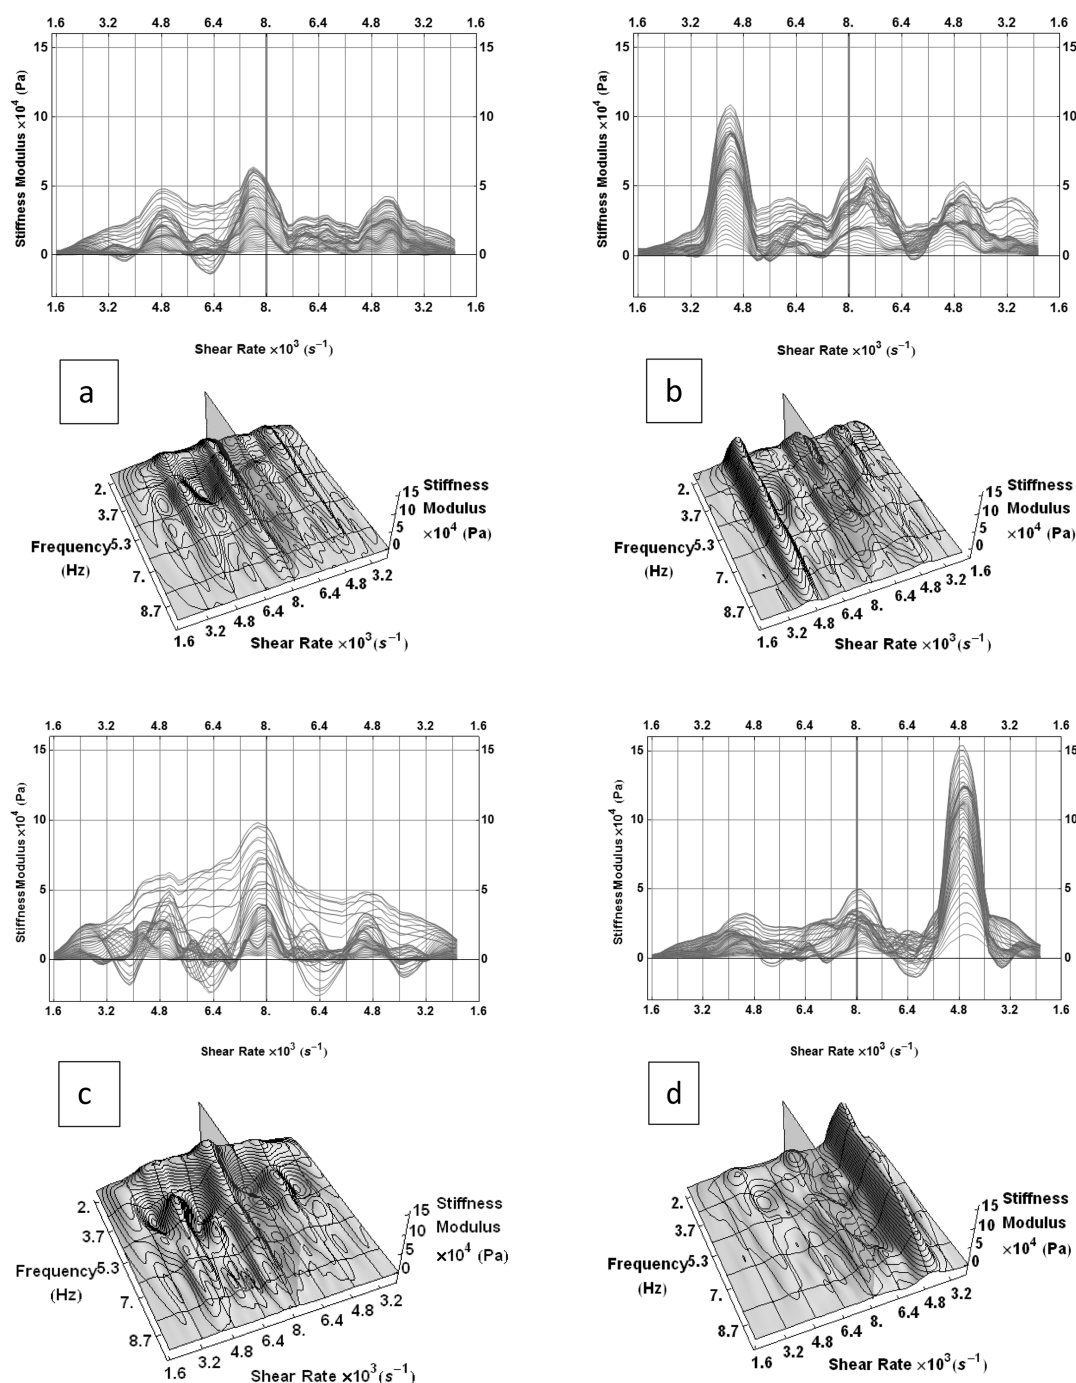 1.6 3.2 4.8 6.4 8. 6.4 4.8 3.2 1.6
15 15
10 10
5 5
0 0
Stiffness Modulus ×10⁴ (Pa)
1.6 3.2 4.8 6.4 8. 6.4 4.8 3.2 1.6
Shear Rate ×10³ (s⁻¹)
1.6 3.2 4.8 6.4 8. 6.4 4.8 3.2 1.6
15 15
10 10
5 5
0 0
Stiffness Modulus ×10⁴ (Pa)
1.6 3.2 4.8 6.4 8. 6.4 4.8 3.2 1.6
Shear Rate ×10³ (s⁻¹)
a
2.
3.7
5.3
7.
8.7
Frequency
(Hz)
15 Stiffness
10 Modulus
5 ×10⁴ (Pa)
0
1.6 3.2 4.8 6.4 8. 6.4 4.8 3.2
Shear Rate ×10³(s⁻¹)
b
2.
3.7
5.3
7.
8.7
Frequency
(Hz)
15 Stiffness
10 Modulus
5 ×10⁴ (Pa)
0
1.6 3.2 4.8 6.4 8. 6.4 4.8 3.2 1.6
Shear Rate ×10³(s⁻¹)
1.6 3.2 4.8 6.4 8. 6.4 4.8 3.2 1.6
15 15
10 10
5 5
0 0
Stiffness Modulus ×10⁴ (Pa)
1.6 3.2 4.8 6.4 8. 6.4 4.8 3.2 1.6
Shear Rate ×10³ (s⁻¹)
1.6 3.2 4.8 6.4 8. 6.4 4.8 3.2 1.6
15 15
10 10
5 5
0 0
Stiffness Modulus ×10⁴ (Pa)
1.6 3.2 4.8 6.4 8. 6.4 4.8 3.2 1.6
Shear Rate ×10³ (s⁻¹)
c
2.
3.7
5.3
7.
8.7
Frequency
(Hz)
15 Stiffness
10 Modulus
5 ×10⁴ (Pa)
0
1.6 3.2 4.8 6.4 8. 6.4 4.8 3.2
Shear Rate ×10³(s⁻¹)
d
2.
3.7
5.3
7.
8.7
Frequency
(Hz)
15 Stiffness
10 Modulus
5 ×10⁴ (Pa)
0
1.6 3.2 4.8 6.4 8. 6.4 4.8 3.2
Shear Rate ×10³(s⁻¹)